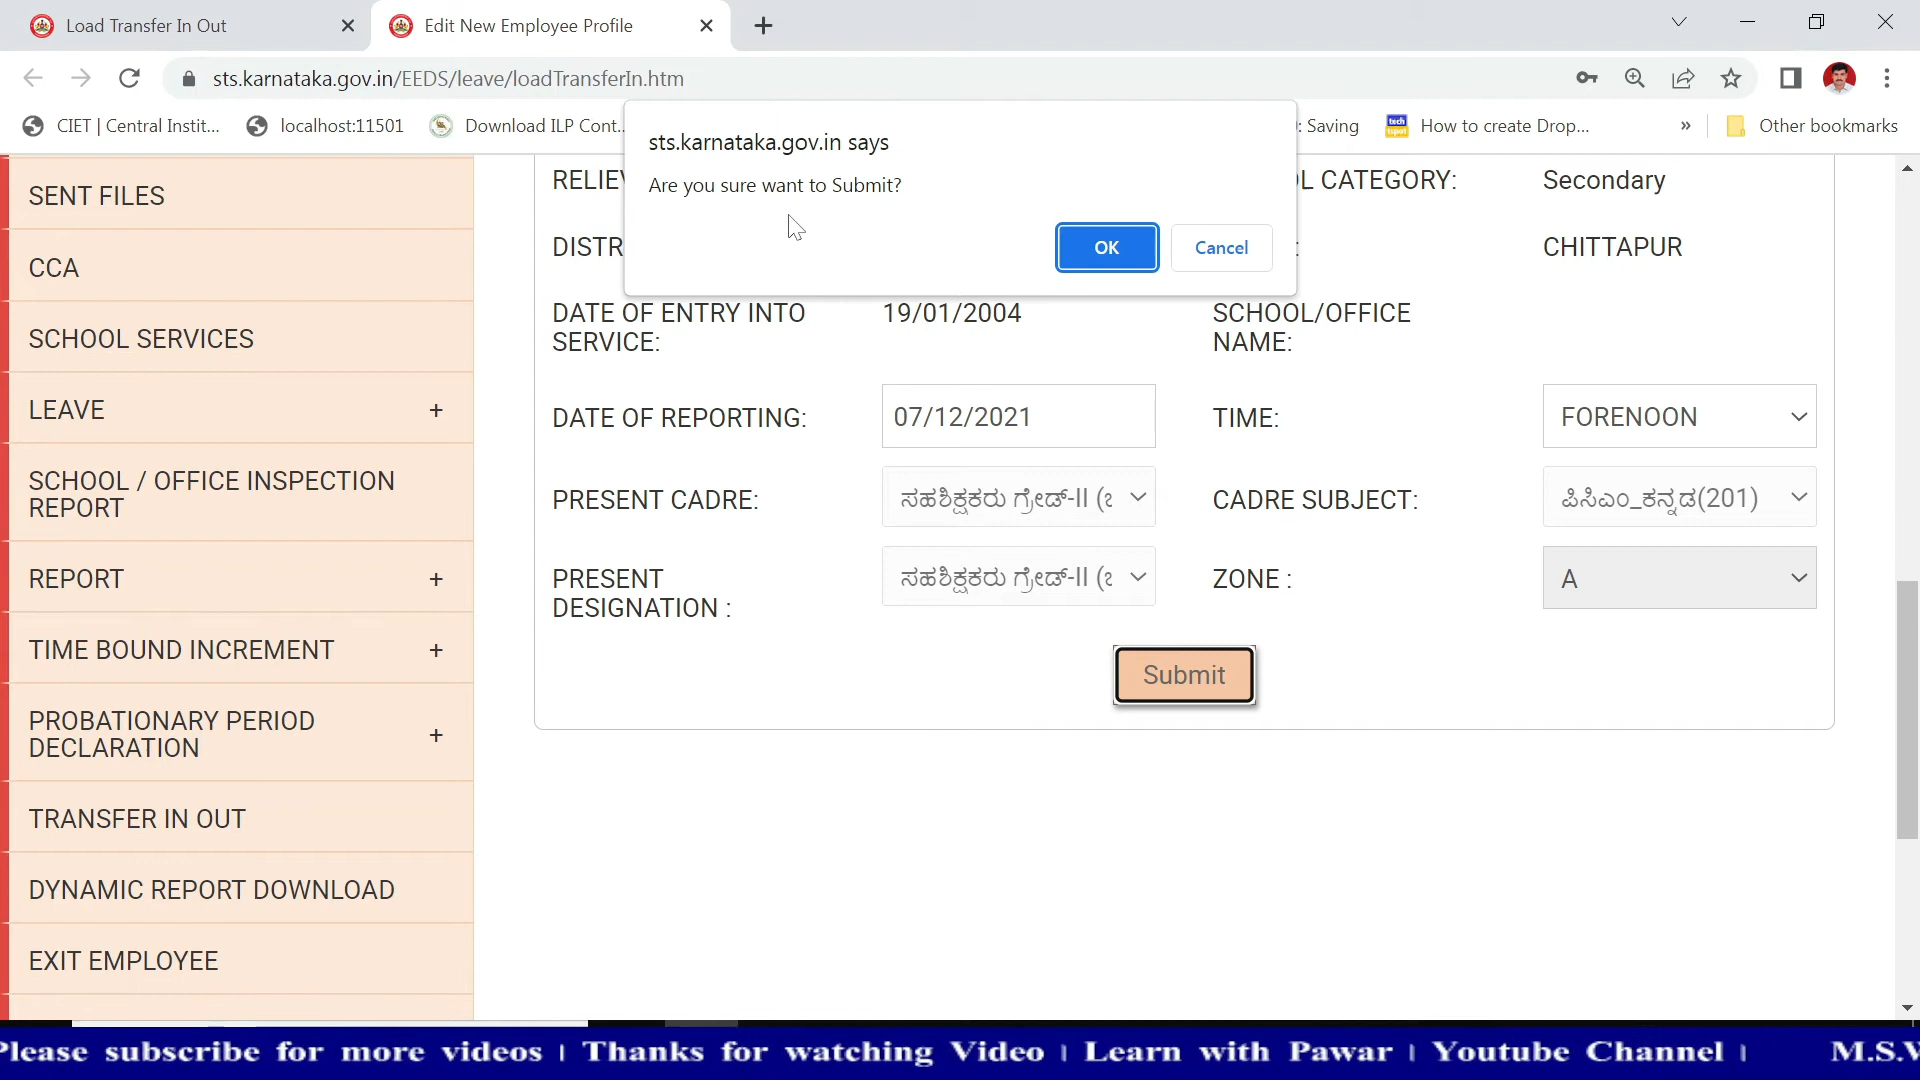 Load Transfer In Out
Edit New Employee Profile
sts.karnataka.gov.in/EEDS/leave/loadTransferIn.htm
CIET | Central Instit...
localhost:11501
Download ILP Cont...
: Saving
tech
spot
How to create Drop...
»
Other bookmarks
sts.karnataka.gov.in says
Are you sure want to Submit?
OK
Cancel
SENT FILES
CCA
SCHOOL SERVICES
LEAVE +
SCHOOL / OFFICE INSPECTION
REPORT
REPORT +
TIME BOUND INCREMENT +
PROBATIONARY PERIOD
DECLARATION +
TRANSFER IN OUT
DYNAMIC REPORT DOWNLOAD
EXIT EMPLOYEE
CATEGORY: Secondary
CHITTAPUR
DATE OF ENTRY INTO
SERVICE:
19/01/2004
SCHOOL/OFFICE
NAME:
DATE OF REPORTING: 07/12/2021 TIME: FORENOON
PRESENT CADRE: ಸಹಶಿಕ್ಷಕರು ಗ್ರೇಡ್-II CADRE SUBJECT: ಪಿಸಿಎಂ_ಕನ್ನಡ(201)
PRESENT
DESIGNATION :
ಸಹಶಿಕ್ಷಕರು ಗ್ರೇಡ್-II
ZONE : A
Submit
Please subscribe for more videos | Thanks for watching Video | Learn with Pawar | Youtube Channel | M.S.V